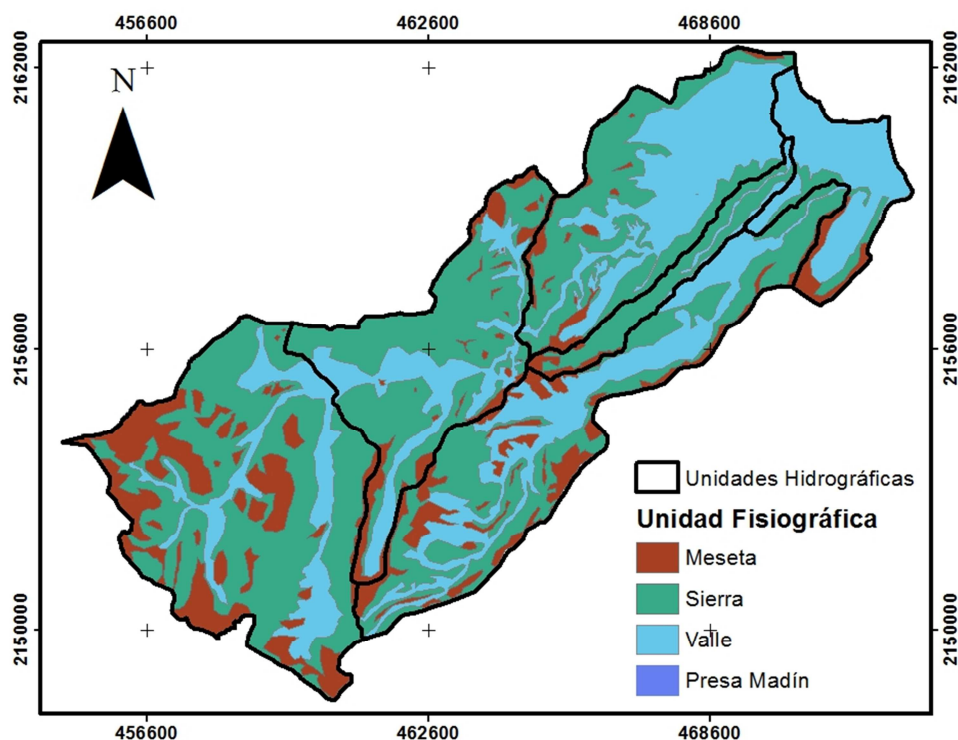 456600 462600 468600
2162000 2162000
N
2156000 2156000
Unidades Hidrográficas
Unidad Fisiográfica
Meseta
Sierra
Valle
Presa Madín
2150000 2150000
456600 462600 468600